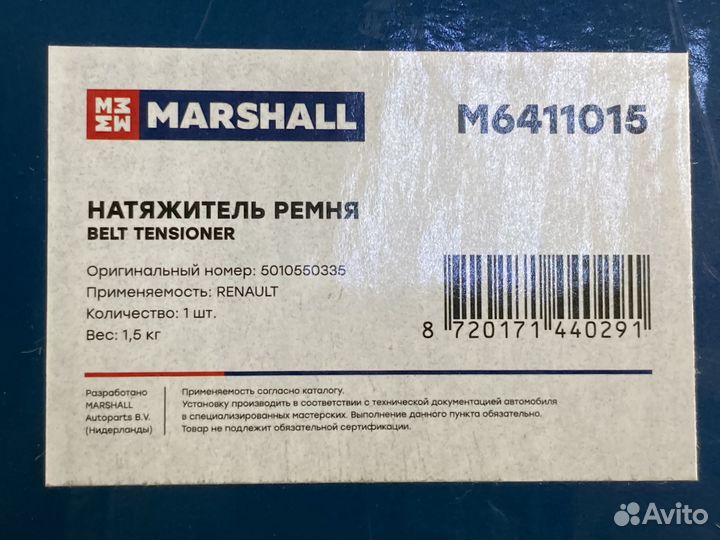 MARSHALL
M6411015
НАТЯЖИТЕЛЬ РЕМНЯ
BELT TENSIONER
Оригинальный номер: 5010550335
Применяемость: RENAULT
Количество: 1 шт.
Вес: 1,5 кг
8 720171 440291
Разработано
MARSHALL
Autoparts B.V.
(Нидерланды)
Применяемость согласно каталогу.
Установку производить в соответствии с технической документацией автомобиля
в специализированных мастерских. Выполнение данного пункта обязательно.
Товар не подлежит обязательной сертификации.
Avito